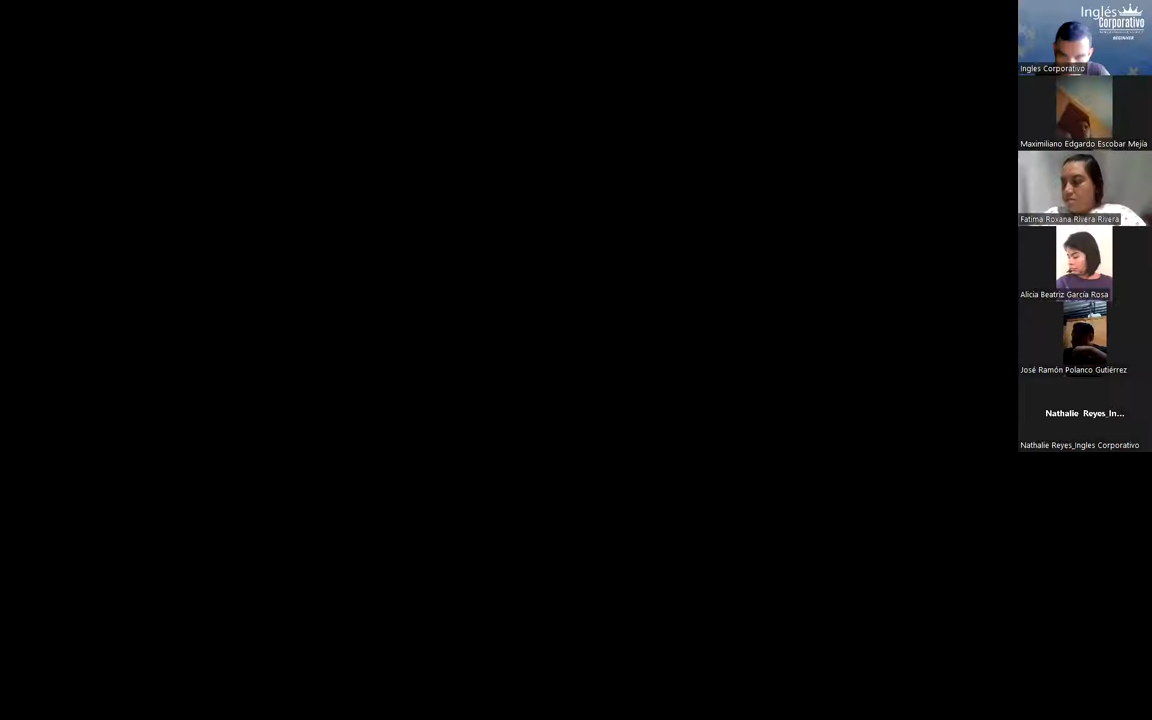 Inglés
Corporativo
BEGINNER
Ingles Corporativo
Maximiliano Edgardo Escobar Mejía
Fatima Roxana Rivera Rivera
Alicia Beatriz García Rosa
José Ramón Polanco Gutiérrez
Nathalie Reyes_In...
Nathalie Reyes_Ingles Corporativo